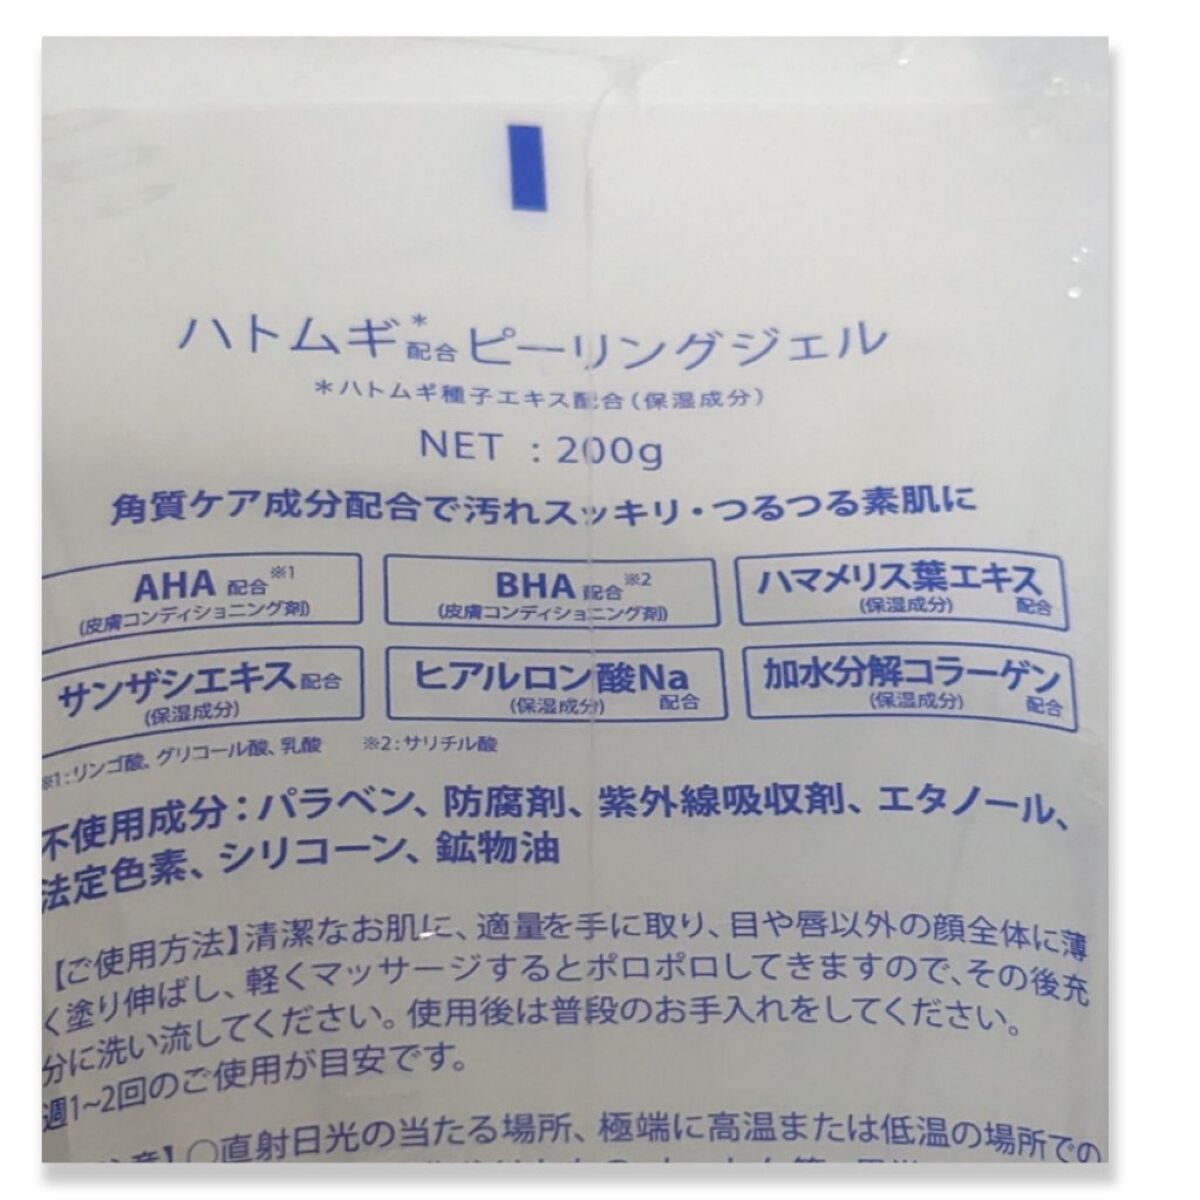 ハトムギ*配合ピーリングジェル
*ハトムギ種子エキス配合(保湿成分)
NET : 200g
角質ケア成分配合で汚れスッキリ・つるつる素肌に
AHA 配合※1
(皮膚コンディショニング剤)
BHA 配合※2
(皮膚コンディショニング剤)
ハマメリス葉エキス
(保湿成分) 配合
サンザシエキス配合
(保湿成分)
ヒアルロン酸Na
(保湿成分) 配合
加水分解コラーゲン
(保湿成分) 配合
※1:リンゴ酸、グリコール酸、乳酸 ※2:サリチル酸
不使用成分:パラベン、防腐剤、紫外線吸収剤、エタノール、
法定色素、シリコーン、鉱物油
【ご使用方法】清潔なお肌に、適量を手に取り、目や唇以外の顔全体に薄
く塗り伸ばし、軽くマッサージするとポロポロしてきますので、その後充
分に洗い流してください。使用後は普段のお手入れをしてください。
週1~2回のご使用が目安です。
意】○直射日光の当たる場所、極端に高温または低温の場所での